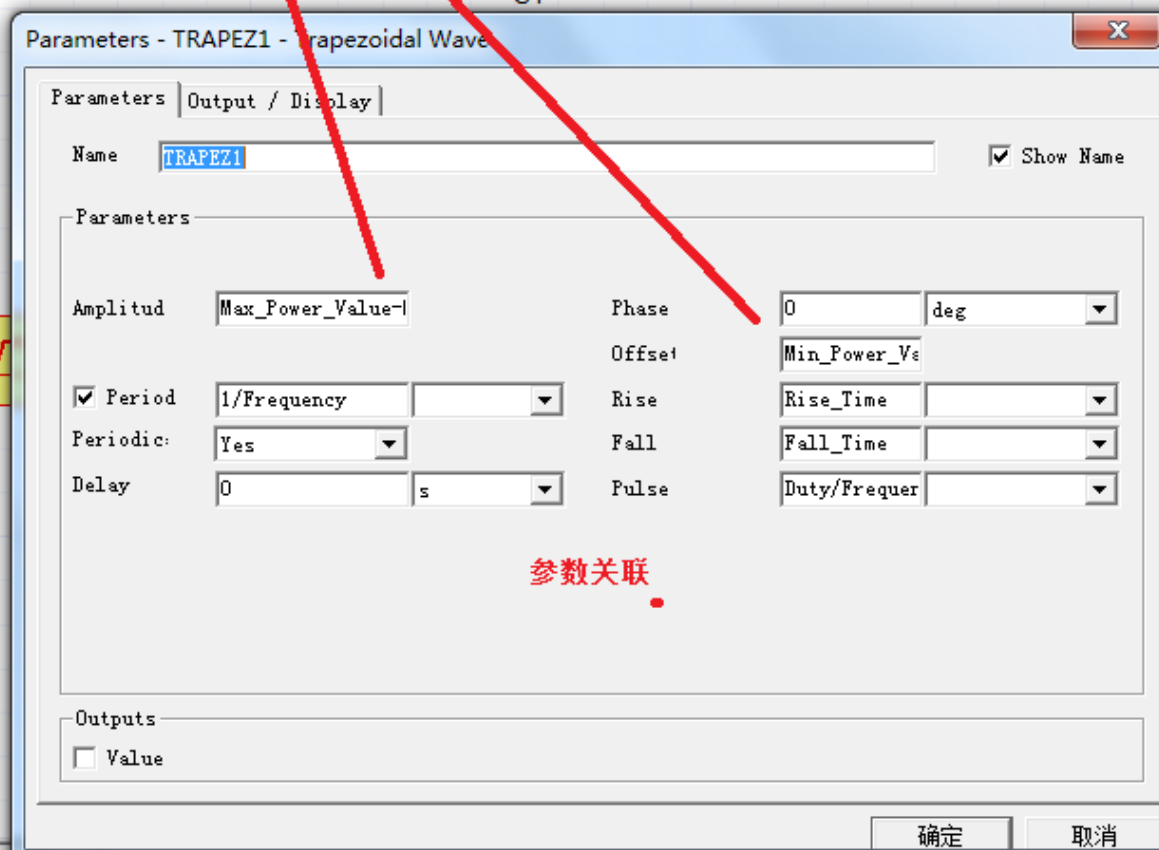 Parameters - TRAPEZ1 - Trapezoidal Wave
Parameters Output / Display
Name TRAPEZ1 Show Name
Parameters
Amplitud Max_Power_Value- Phase 0 deg
Offset Min_Power_Va
Period 1/Frequency Rise Rise_Time
Periodic: Yes Fall Fall_Time
Delay 0 s Pulse Duty/Frequer
参数关联
Outputs
Value
确定 取消